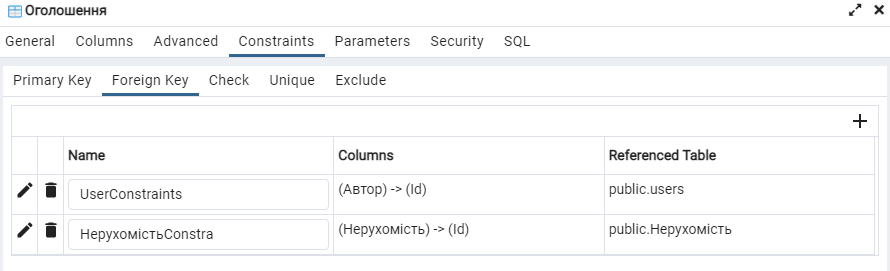 Оголошення
General Columns Advanced Constraints Parameters Security SQL
Primary Key Foreign Key Check Unique Exclude
Name Columns Referenced Table
UserConstraints (Автор) -> (Id) public.users
НерухомістьConstra (Нерухомість) -> (Id) public.Нерухомість